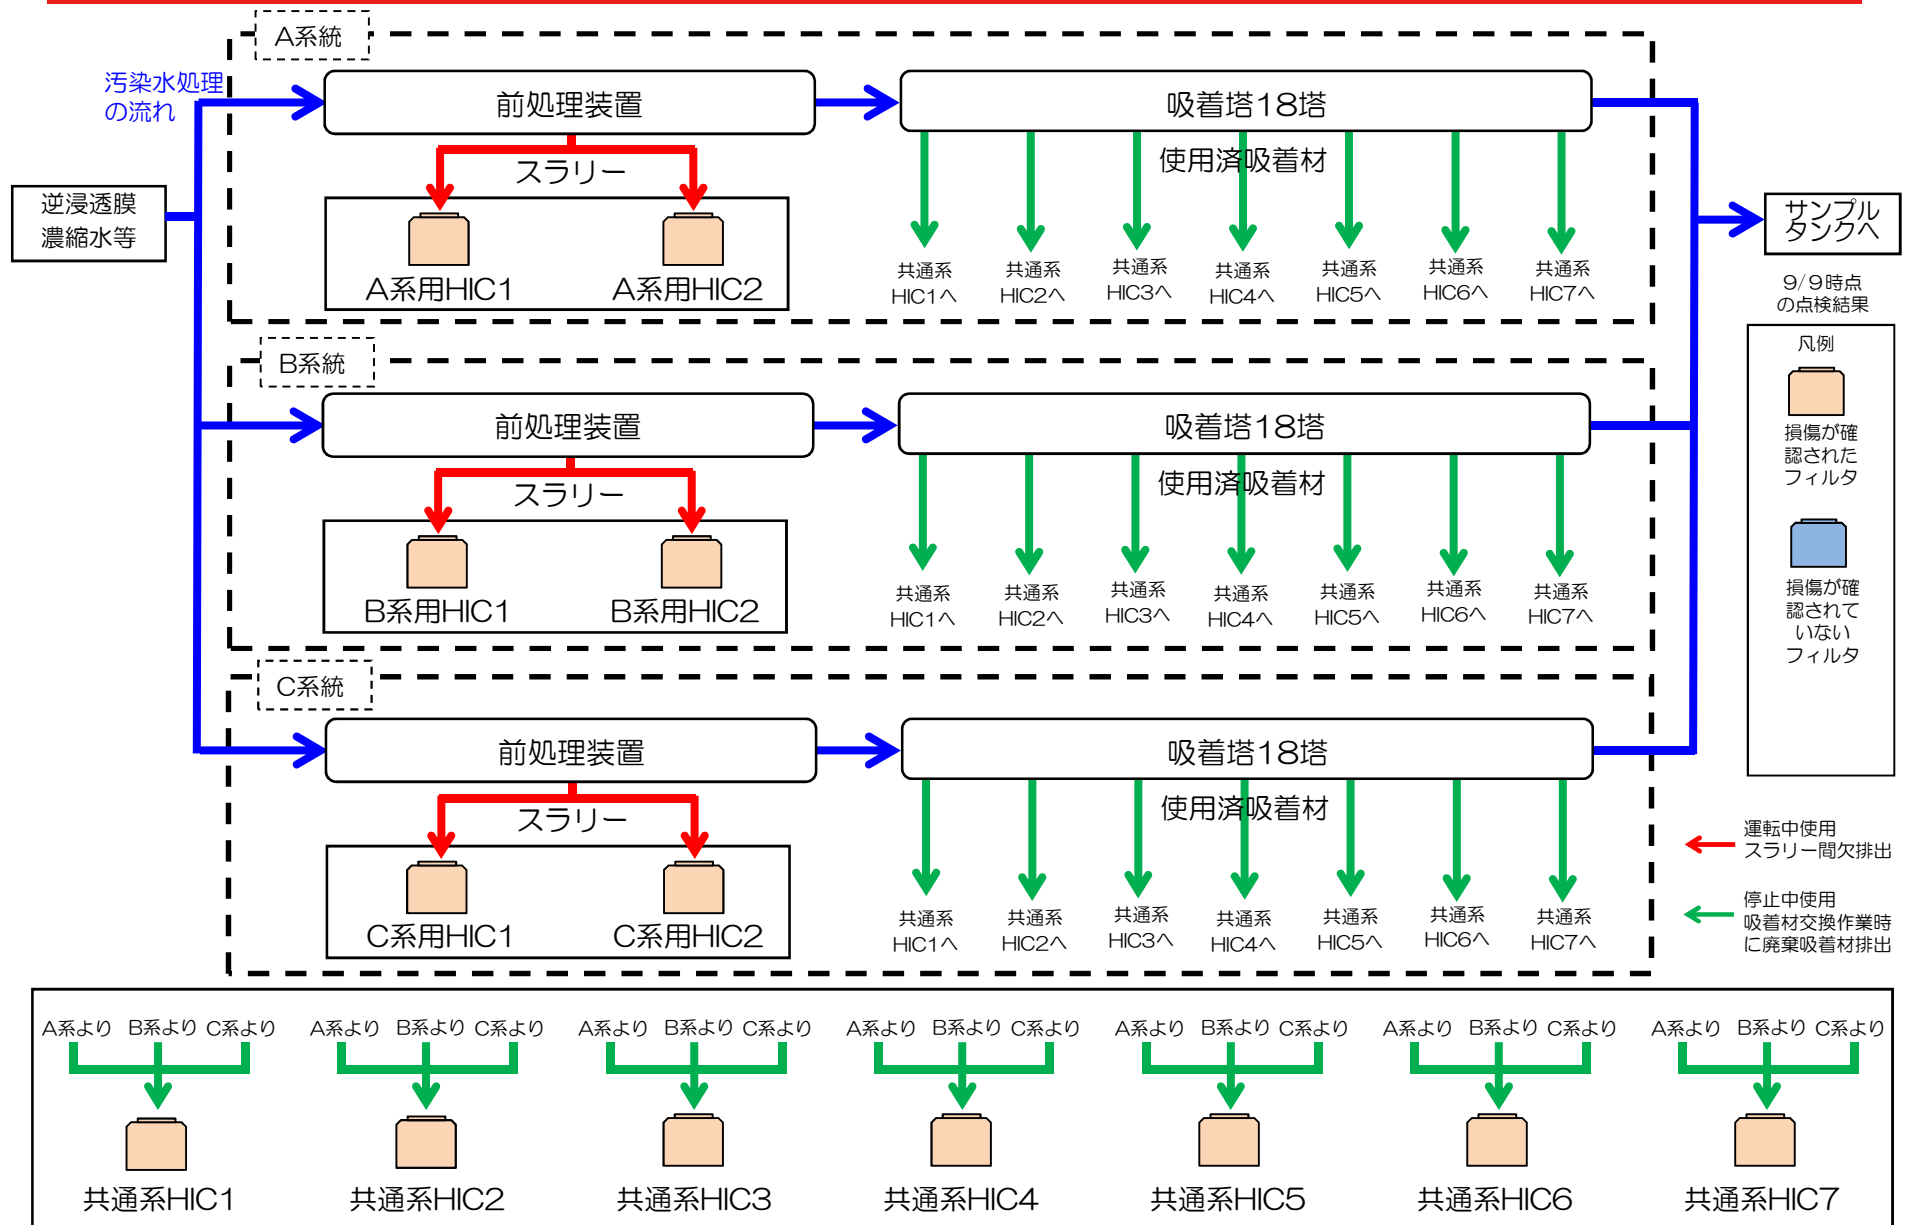 A系統
汚染水処理
の流れ
前処理装置
吸着塔18塔
スラリー
使用済吸着材
逆浸透膜
濃縮水等
A系用HIC1
A系用HIC2
共通系
HIC1へ
共通系
HIC2へ
共通系
HIC3へ
共通系
HIC4へ
共通系
HIC5へ
共通系
HIC6へ
共通系
HIC7へ
サンプル
タンクへ
9/9時点
の点検結果
凡例
損傷が確
認された
フィルタ
損傷が確
認されて
いない
フィルタ
B系統
前処理装置
吸着塔18塔
スラリー
使用済吸着材
B系用HIC1
B系用HIC2
共通系
HIC1へ
共通系
HIC2へ
共通系
HIC3へ
共通系
HIC4へ
共通系
HIC5へ
共通系
HIC6へ
共通系
HIC7へ
C系統
前処理装置
吸着塔18塔
スラリー
使用済吸着材
C系用HIC1
C系用HIC2
共通系
HIC1へ
共通系
HIC2へ
共通系
HIC3へ
共通系
HIC4へ
共通系
HIC5へ
共通系
HIC6へ
共通系
HIC7へ
運転中使用
スラリー間欠排出
停止中使用
吸着材交換作業時
に廃棄吸着材排出
A系より B系より C系より
共通系HIC1
A系より B系より C系より
共通系HIC2
A系より B系より C系より
共通系HIC3
A系より B系より C系より
共通系HIC4
A系より B系より C系より
共通系HIC5
A系より B系より C系より
共通系HIC6
A系より B系より C系より
共通系HIC7